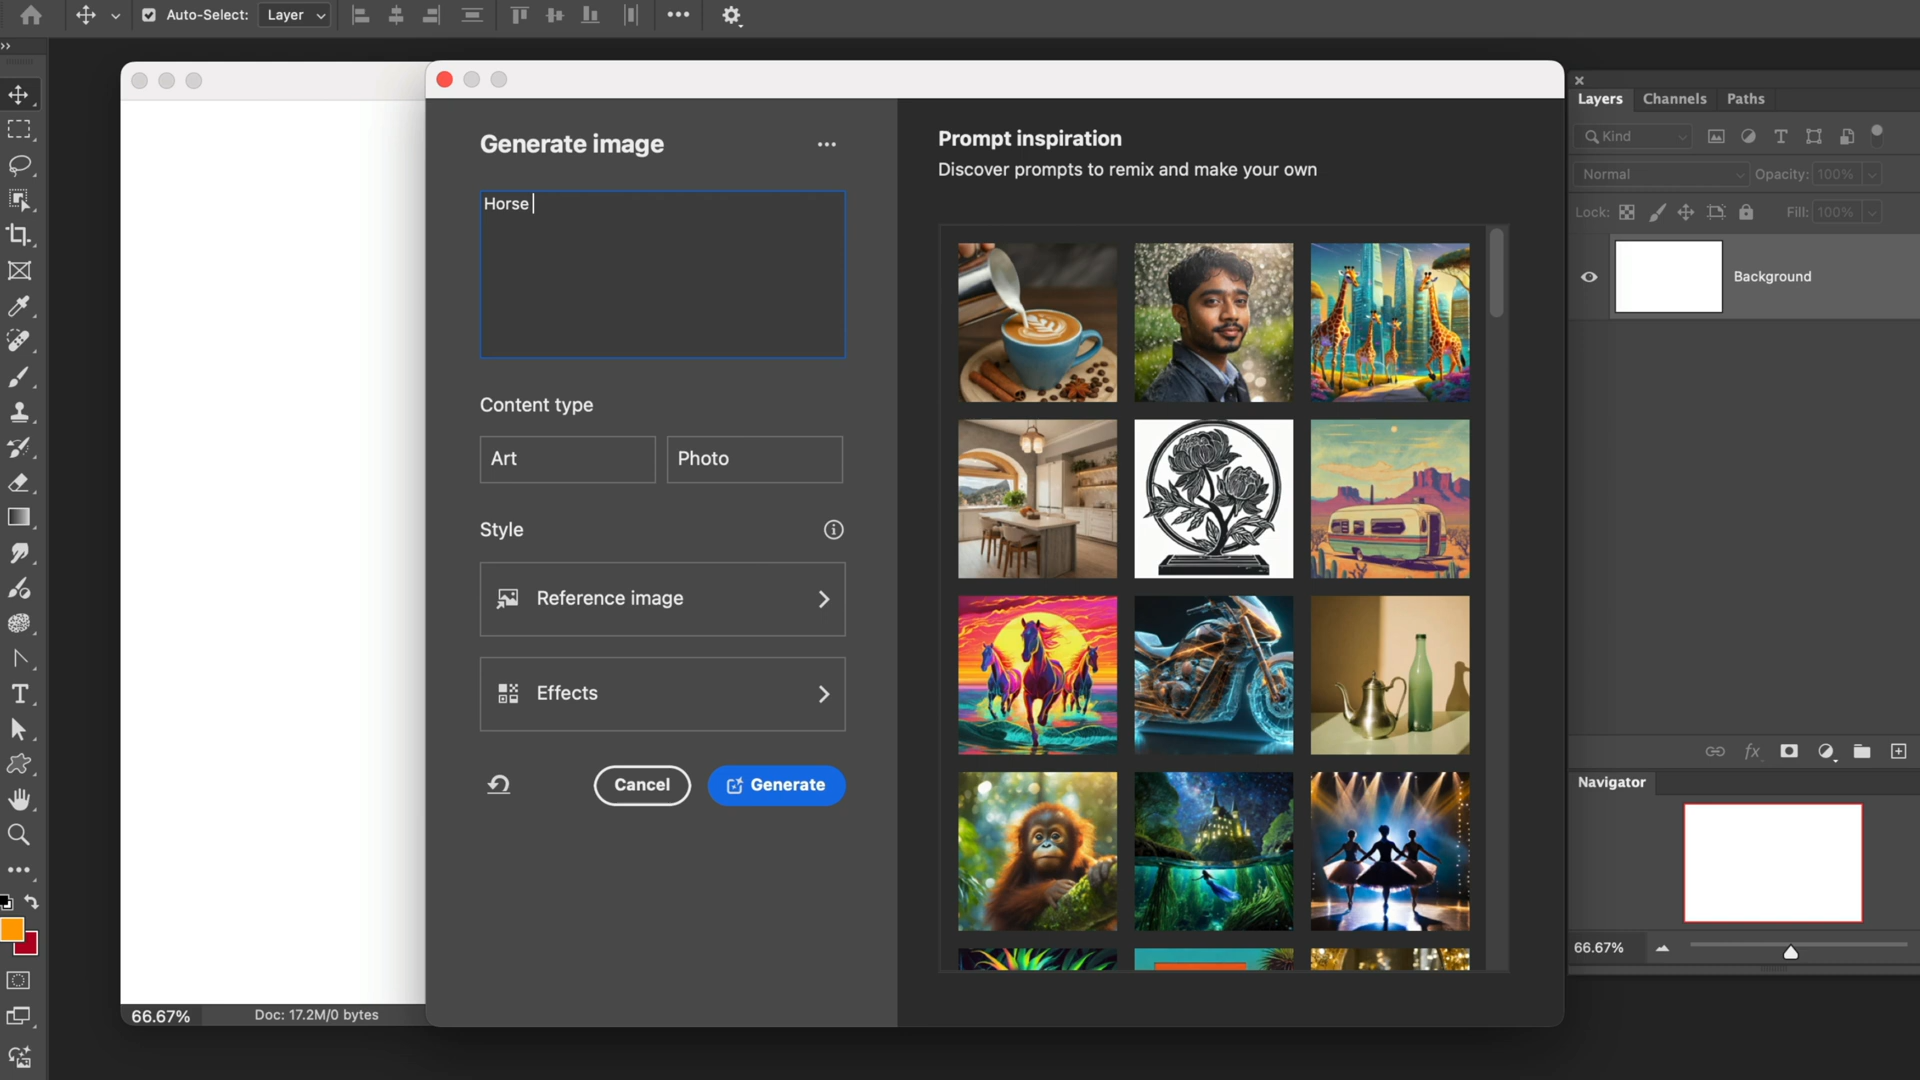 Auto-Select: Layer
Generate image
Horse
Content type
Art Photo
Style
Reference image
Effects
Cancel Generate
Prompt inspiration
Discover prompts to remix and make your own
Layers Channels Paths
Kind
Normal Opacity: 100%
Lock: Fill: 100%
Background
fx
Navigator
66.67%
66.67% Doc: 17.2M/0 bytes